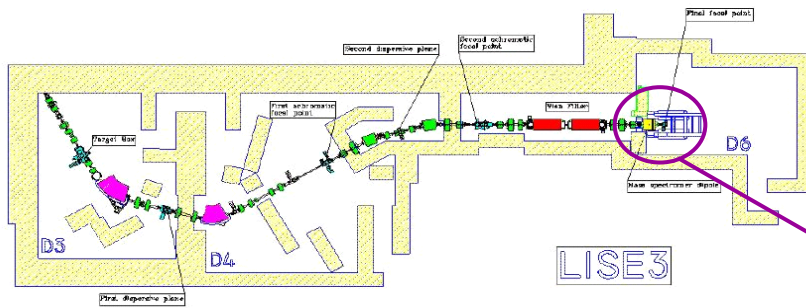 Final focal point
Second achromatic
focal point
Second dispersive plane
First achromatic
focal point
Wien Filter
Target Box
D6
Mass spectrometer dipole
D3
D4
LISE3
First dispersive plane